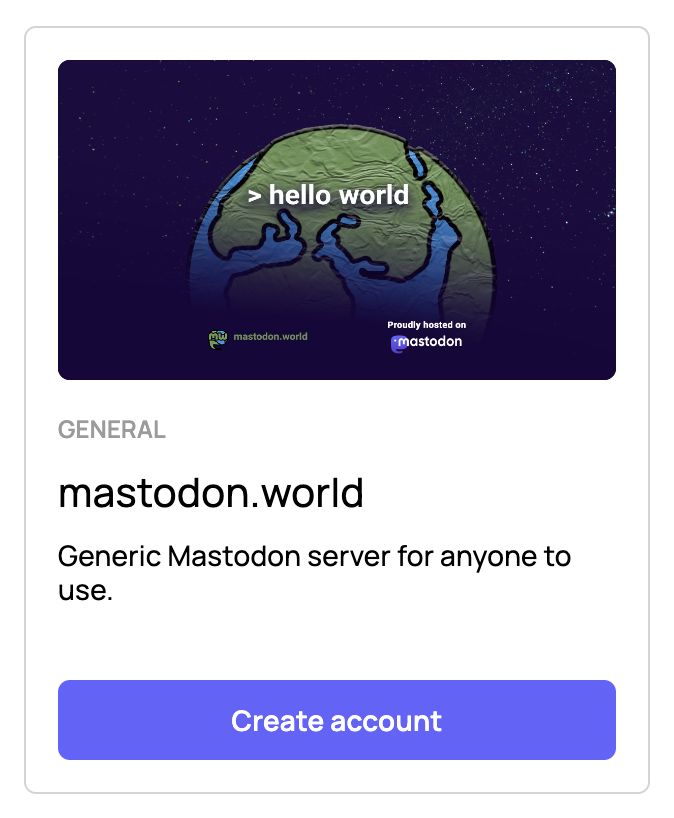 > hello world
mastodon.world
Proudly hosted on
mastodon
GENERAL
mastodon.world
Generic Mastodon server for anyone to
use.
Create account